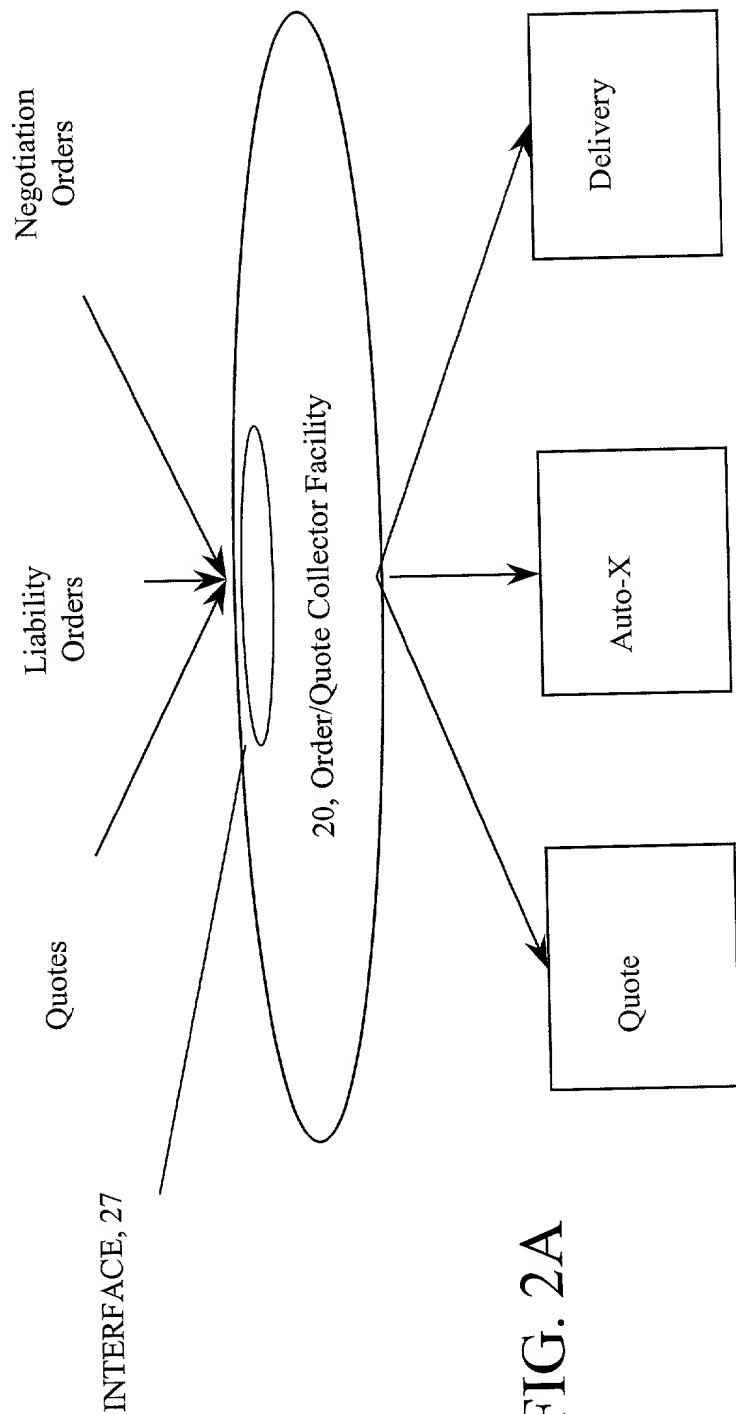 INTERFACE, 27
Quotes
Liability
Orders
Negotiation
Orders
20, Order/Quote Collector Facility
Quote
Auto-X
Delivery
FIG. 2A